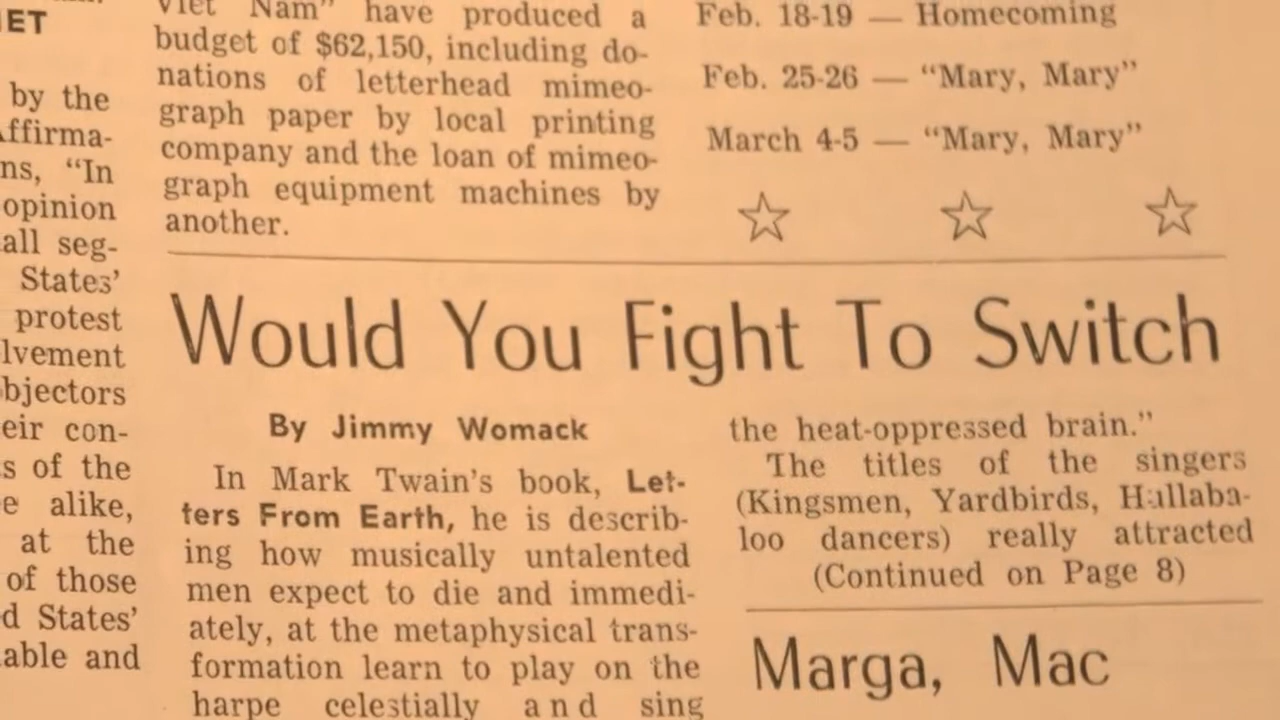 ET
by the
ffirma-
ns, "In
opinion
all seg-
States'
protest
lvement
bjectors
eir con-
s of the
e alike,
at the
of those
d States'
able and
Viet Nam" have produced a
budget of $62,150, including do-
nations of letterhead mimeo-
graph paper by local printing
company and the loan of mimeo-
graph equipment machines by
another.
Feb. 18-19 — Homecoming
Feb. 25-26 — "Mary, Mary"
March 4-5 — "Mary, Mary"
Would You Fight To Switch
By Jimmy Womack
In Mark Twain's book, Let-
ters From Earth, he is describ-
ing how musically untalented
men expect to die and immedi-
ately, at the metaphysical trans-
formation learn to play on the
harpe celestially and sing
the heat-oppressed brain."
The titles of the singers
(Kingsmen, Yardbirds, Hullaba-
loo dancers) really attracted
(Continued on Page 8)
Marga, Mac